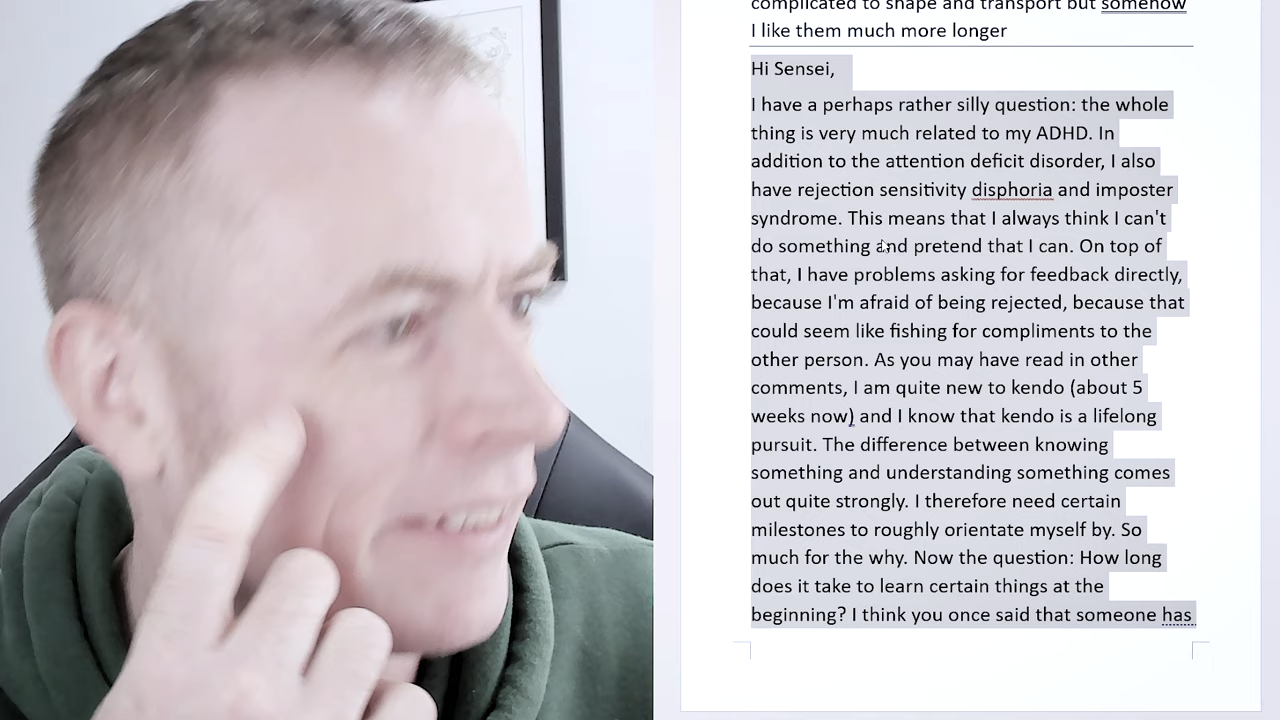 complicated to shape and transport but somehow
I like them much more longer
Hi Sensei,
I have a perhaps rather silly question: the whole
thing is very much related to my ADHD. In
addition to the attention deficit disorder, I also
have rejection sensitivity disphoria and imposter
syndrome. This means that I always think I can't
do something and pretend that I can. On top of
that, I have problems asking for feedback directly,
because I'm afraid of being rejected, because that
could seem like fishing for compliments to the
other person. As you may have read in other
comments, I am quite new to kendo (about 5
weeks now) and I know that kendo is a lifelong
pursuit. The difference between knowing
something and understanding something comes
out quite strongly. I therefore need certain
milestones to roughly orientate myself by. So
much for the why. Now the question: How long
does it take to learn certain things at the
beginning? I think you once said that someone has